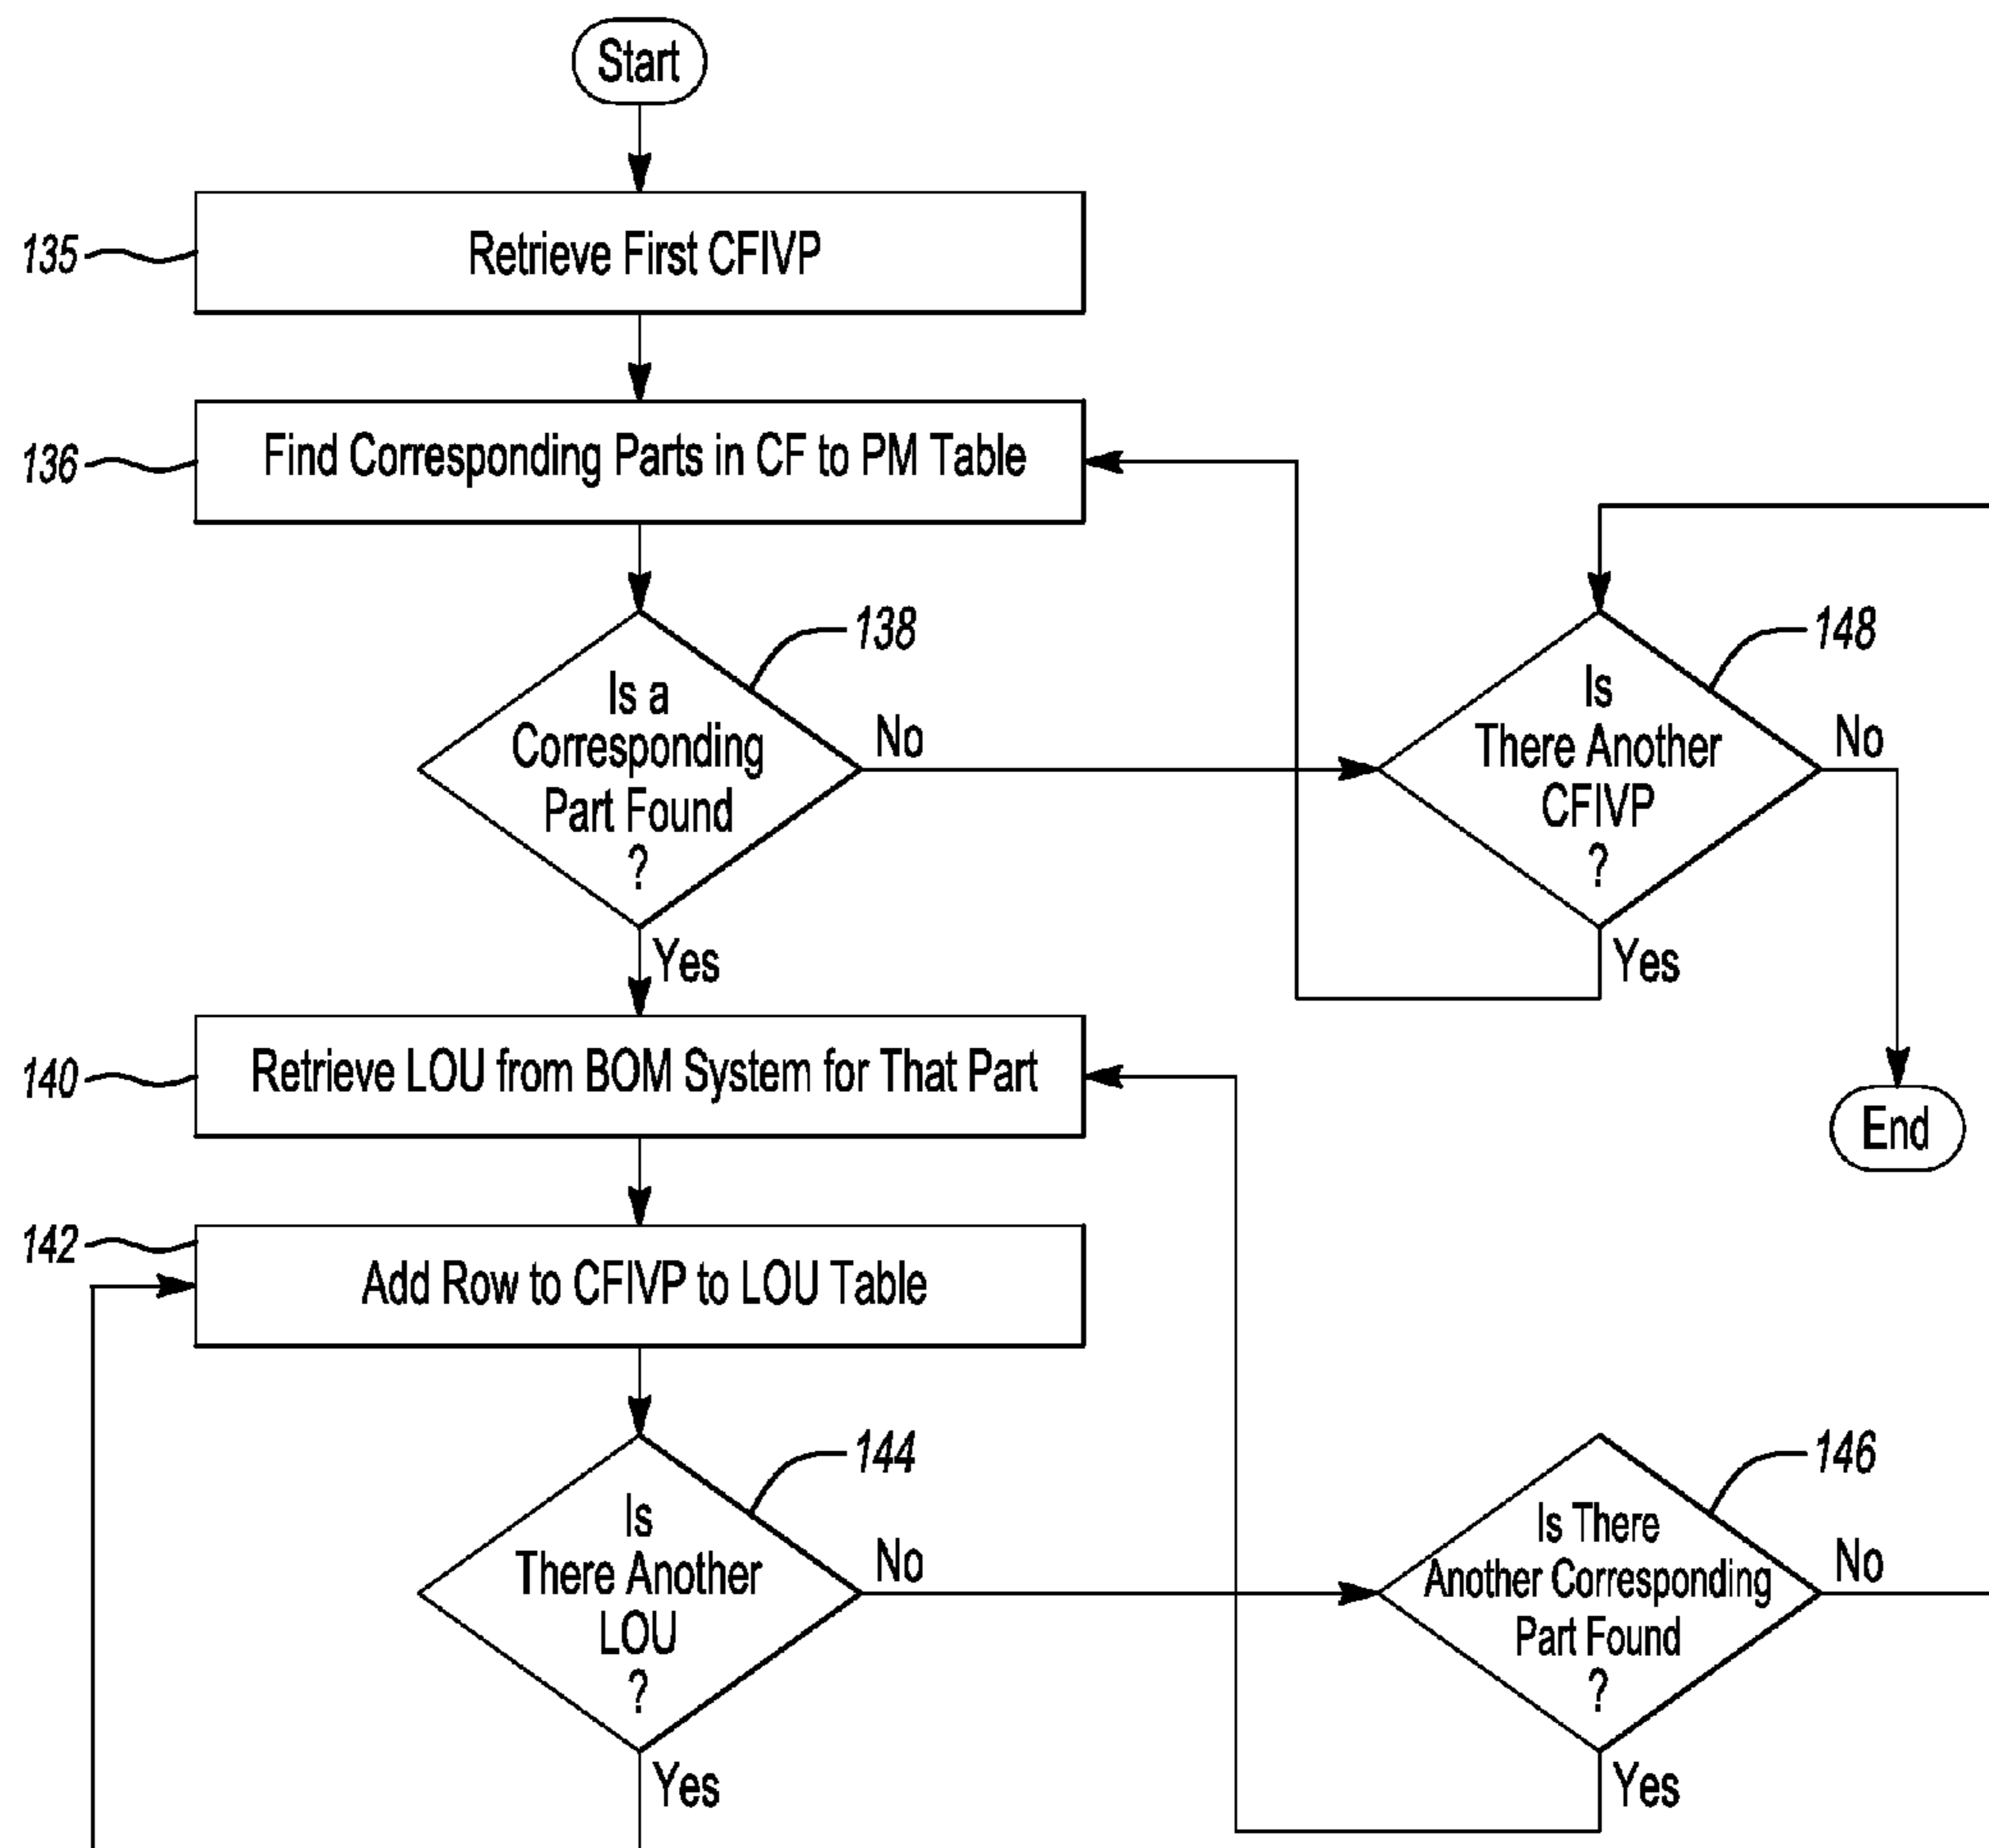 Start
135
Retrieve First CFIVP
136
Find Corresponding Parts in CF to PM Table
138
Is a
Corresponding
Part Found
?
No
Yes
148
Is
There Another
CFIVP
?
No
Yes
140
Retrieve LOU from BOM System for That Part
End
142
Add Row to CFIVP to LOU Table
144
Is
There Another
LOU
?
No
Yes
146
Is There
Another Corresponding
Part Found
?
No
Yes